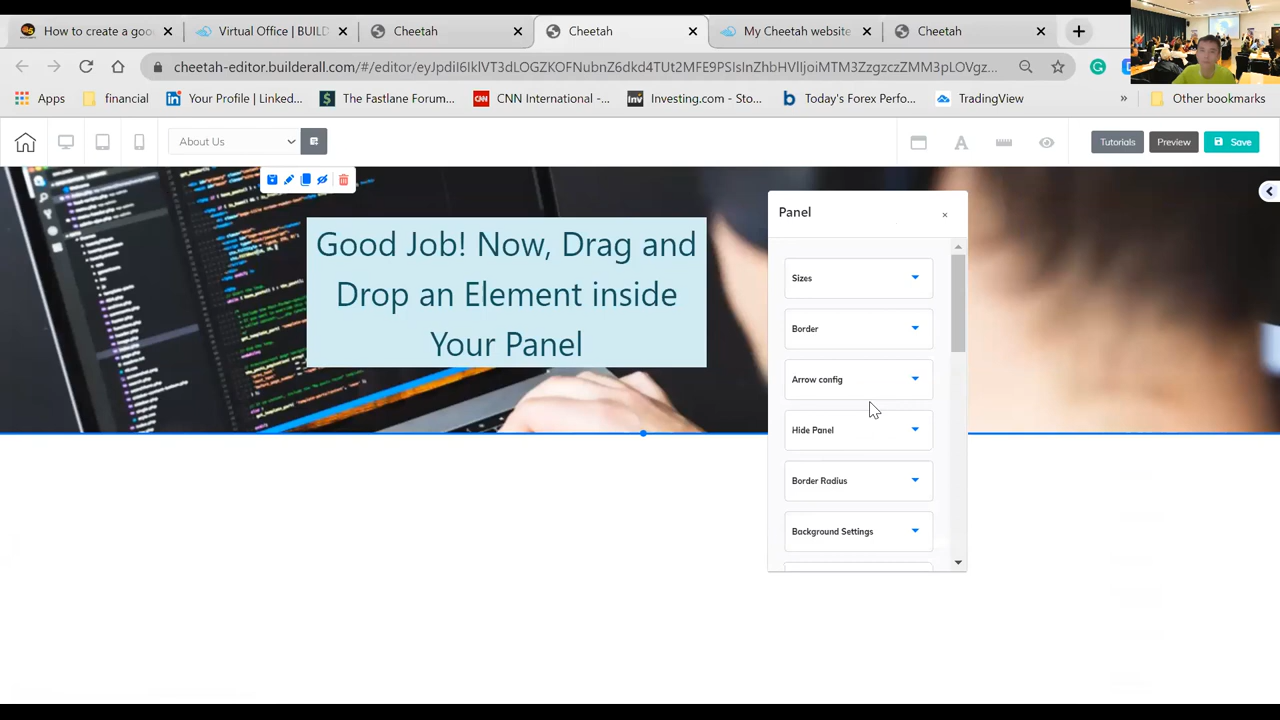 How to create a goo
Virtual Office | BUILD
Cheetah
Cheetah
My Cheetah website
Cheetah
cheetah-editor.builderall.com/#/editor/
Apps
financial
Your Profile | Linked...
The Fastlane Forum...
CNN International -...
Investing.com - Sto...
Today's Forex Perfo...
TradingView
»
Other bookmarks
About Us
Tutorials
Preview
Save
Good Job! Now, Drag and
Drop an Element inside
Your Panel
Panel
Sizes
Border
Arrow config
Hide Panel
Border Radius
Background Settings